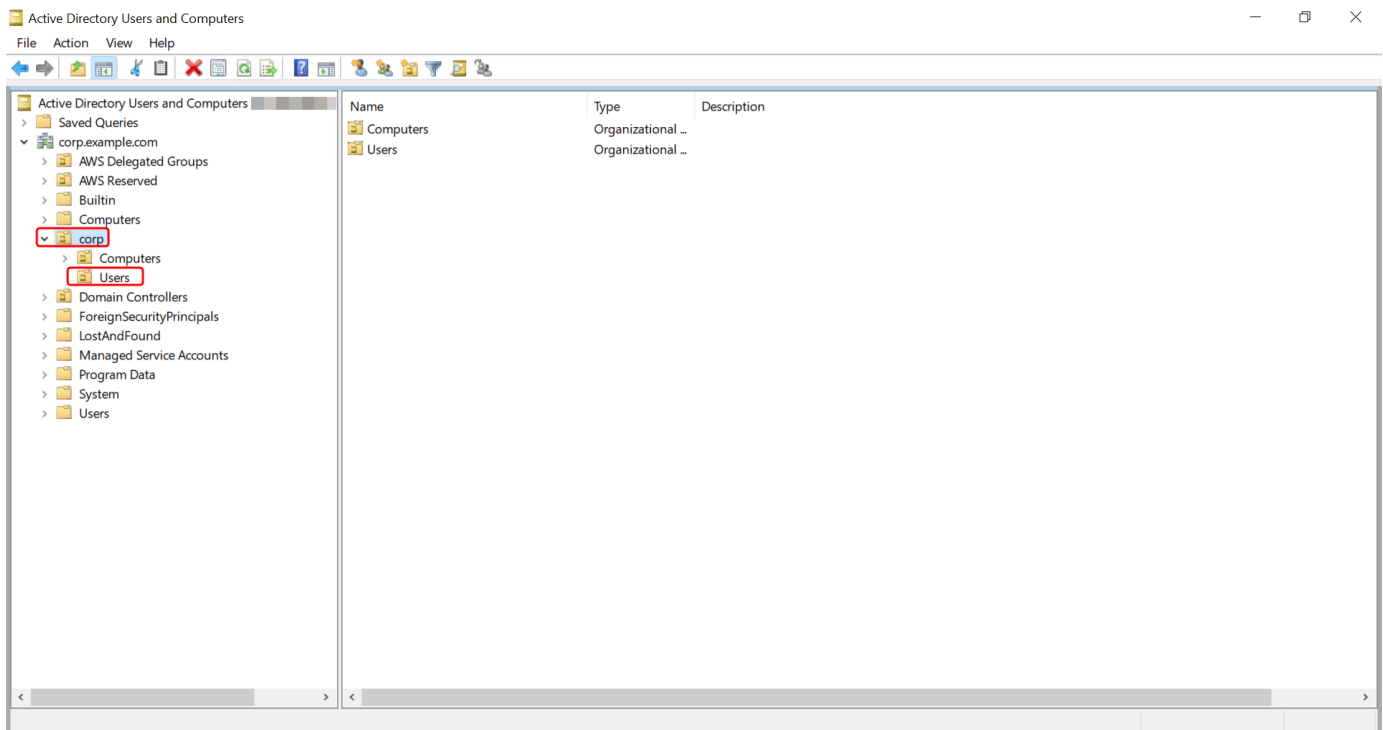 Active Directory Users and Computers
File Action View Help
Active Directory Users and Computers
Saved Queries
corp.example.com
AWS Delegated Groups
AWS Reserved
Builtin
Computers
corp
Computers
Users
Domain Controllers
ForeignSecurityPrincipals
LostAndFound
Managed Service Accounts
Program Data
System
Users
Name Type Description
Computers Organizational ...
Users Organizational ...